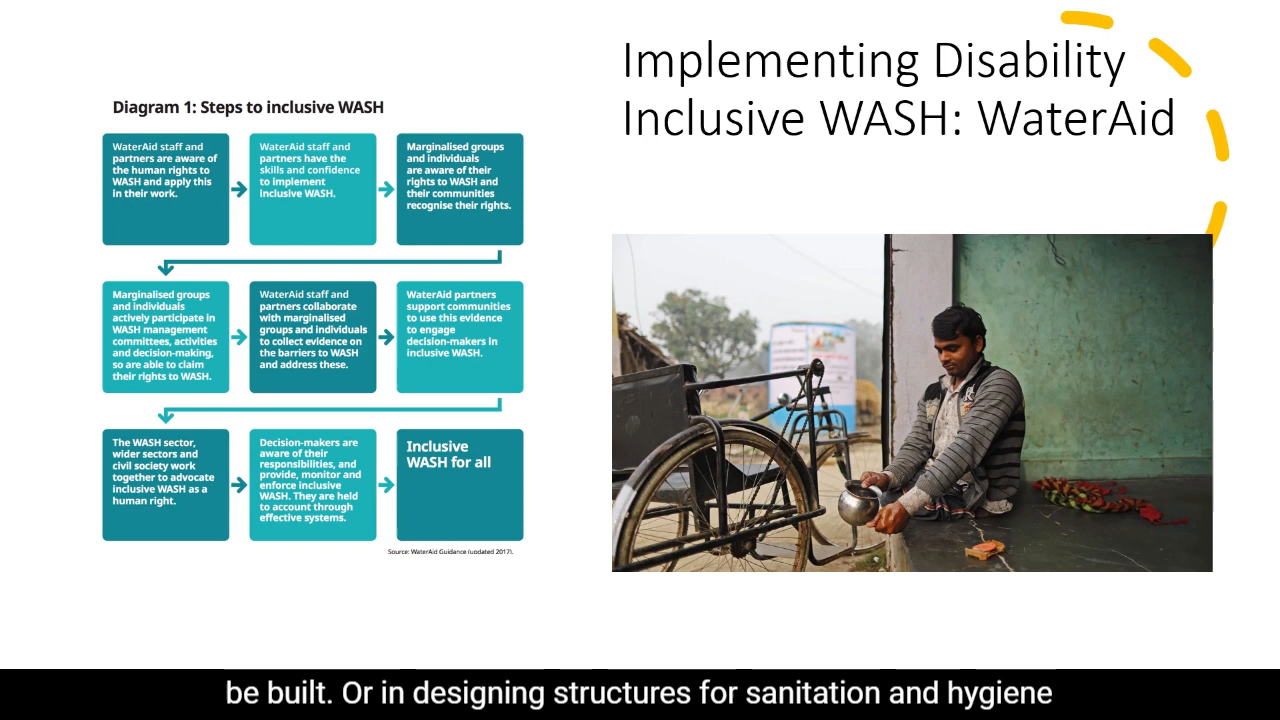 Implementing Disability
Inclusive WASH: WaterAid
Diagram 1: Steps to inclusive WASH
WaterAid staff and
partners are aware of
the human rights to
WASH and apply this
in their work.
WaterAid staff and
partners have the
skills and confidence
to implement
inclusive WASH.
Marginalised groups
and individuals
are aware of their
rights to WASH and
their communities
recognise their rights.
Marginalised groups
and individuals
actively participate in
WASH management
committees, activities
and decision-making,
so are able to claim
their rights to WASH.
WaterAid staff and
partners collaborate
with marginalised
groups and individuals
to collect evidence on
the barriers to WASH
and address these.
WaterAid partners
support communities
to use this evidence
to engage
decision-makers in
inclusive WASH.
The WASH sector,
wider sectors and
civil society work
together to advocate
inclusive WASH as a
human right.
Decision-makers are
aware of their
responsibilities, and
provide, monitor and
enforce inclusive
WASH. They are held
to account through
effective systems.
Inclusive
WASH for all
Source: WaterAid Guidance (updated 2017).
be built. Or in designing structures for sanitation and hygiene